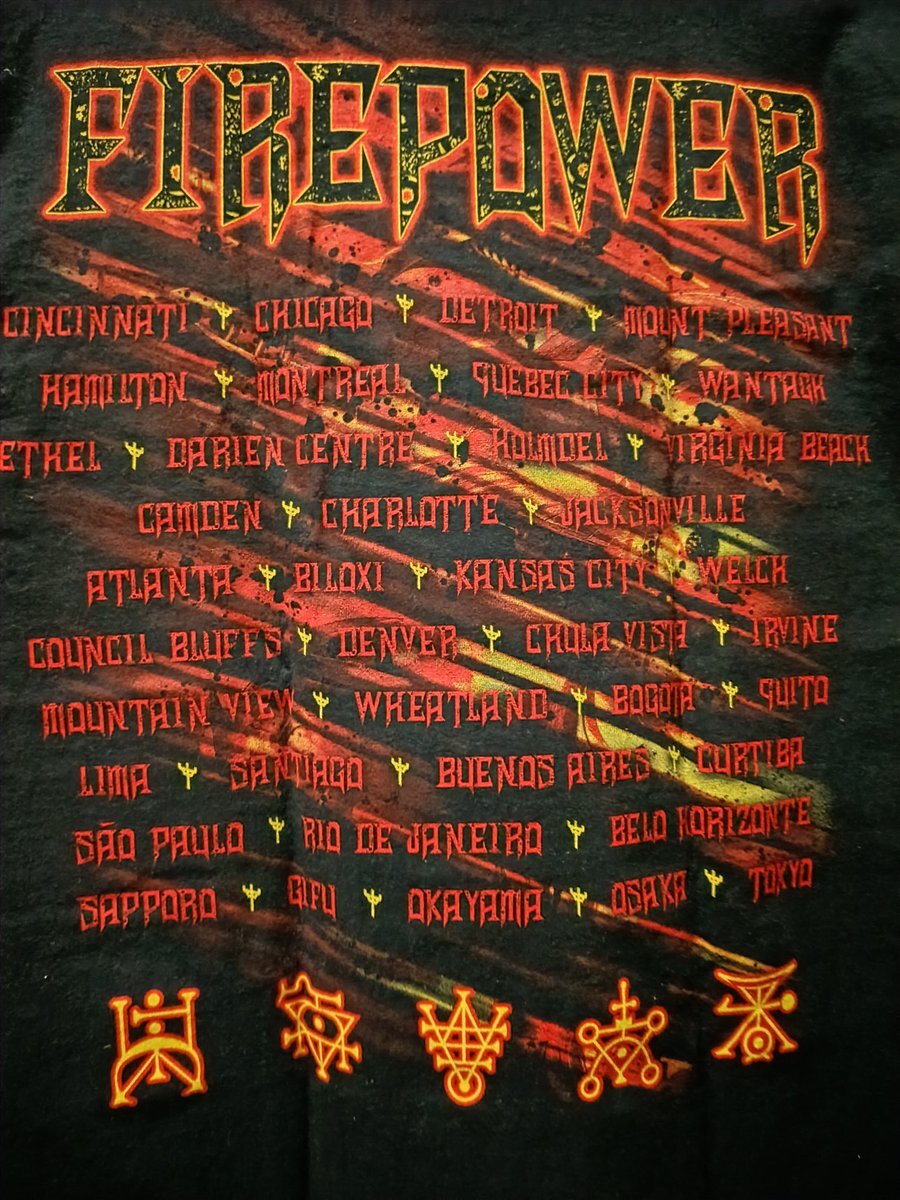 FIREPOWER
CINCINNATI CHICAGO DETROIT MOUNT PLEASANT
HAMILTON MONTREAL QUEBEC CITY WANTAGH
ETHEL DARIEN CENTRE HOLMDEL VIRGINIA BEACH
CAMDEN CHARLOTTE JACKSONVILLE
ATLANTA BILOXI KANSAS CITY WELCH
COUNCIL BLUFFS DENVER CHULA VISTA IRVINE
MOUNTAIN VIEW WHEATLAND BOGOTA QUITO
LIMA SANTIAGO BUENOS AIRES CURTIBA
SÃO PAULO RIO DE JANEIRO BELO HORIZONTE
SAPPORO GIFU OKAYAMA OSAKA TOKYO